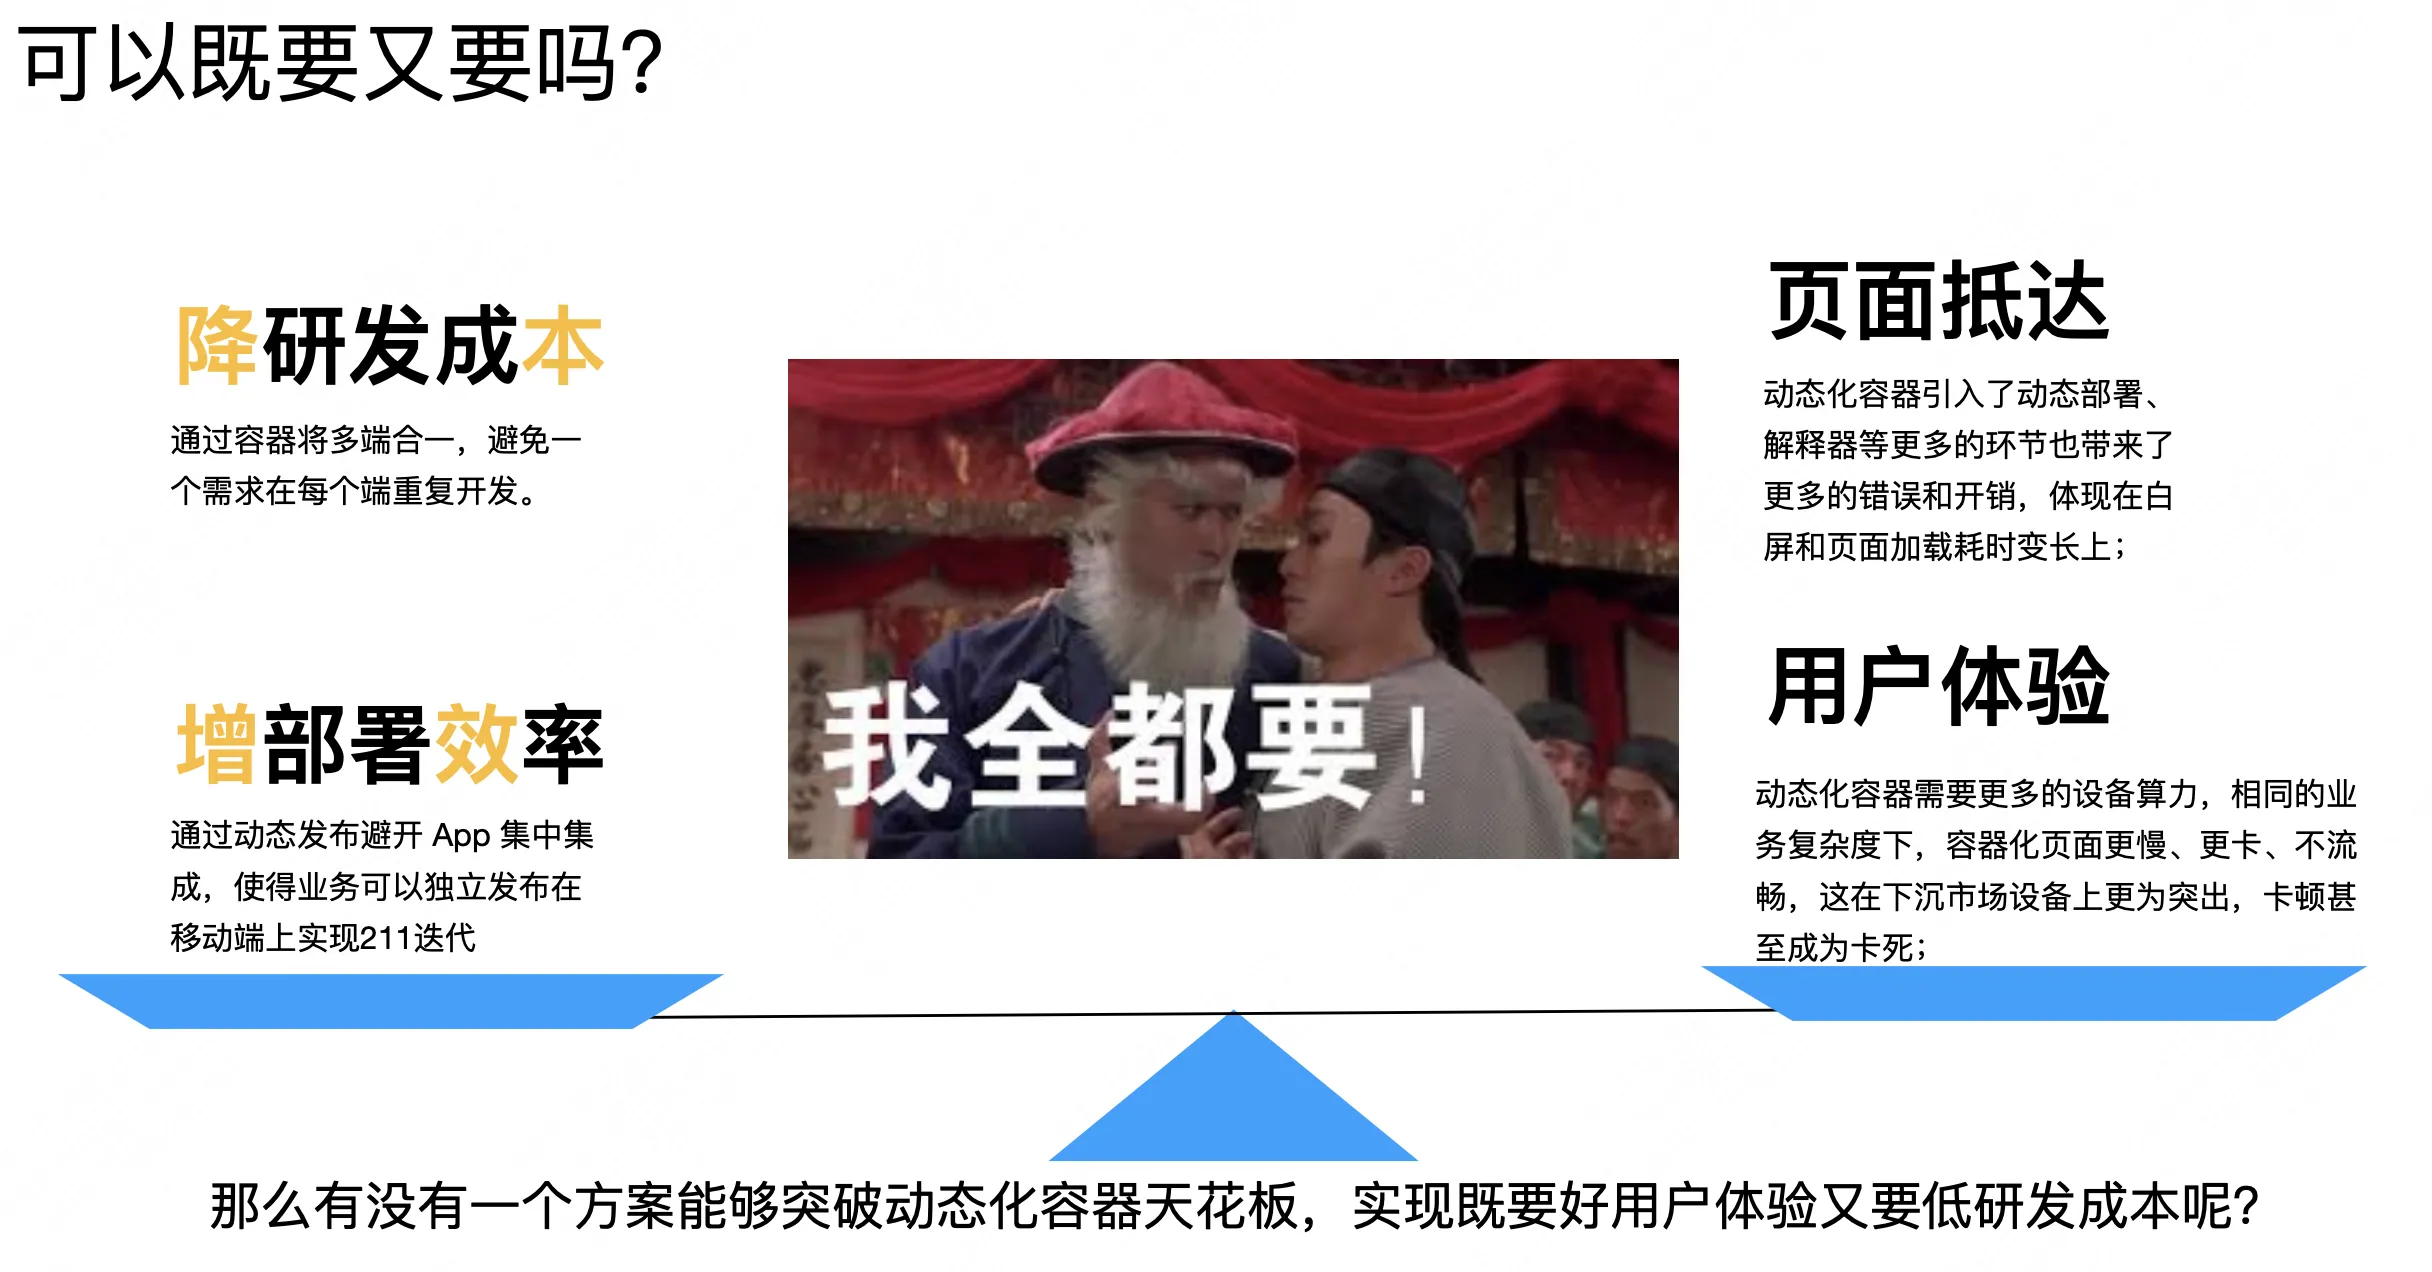 可以既要又要吗？
降研发成本
通过容器将多端合一，避免一
个需求在每个端重复开发。
增部署效率
通过动态发布避开 App 集中集
成，使得业务可以独立发布在
移动端上实现211迭代
我全都要！
页面抵达
动态化容器引入了动态部署、
解释器等更多的环节也带来了
更多的错误和开销，体现在白
屏和页面加载耗时变长上；
用户体验
动态化容器需要更多的设备算力，相同的业
务复杂度下，容器化页面更慢、更卡、不流
畅，这在下沉市场设备上更为突出，卡顿甚
至成为卡死；
那么有没有一个方案能够突破动态化容器天花板，实现既要好用户体验又要低研发成本呢？